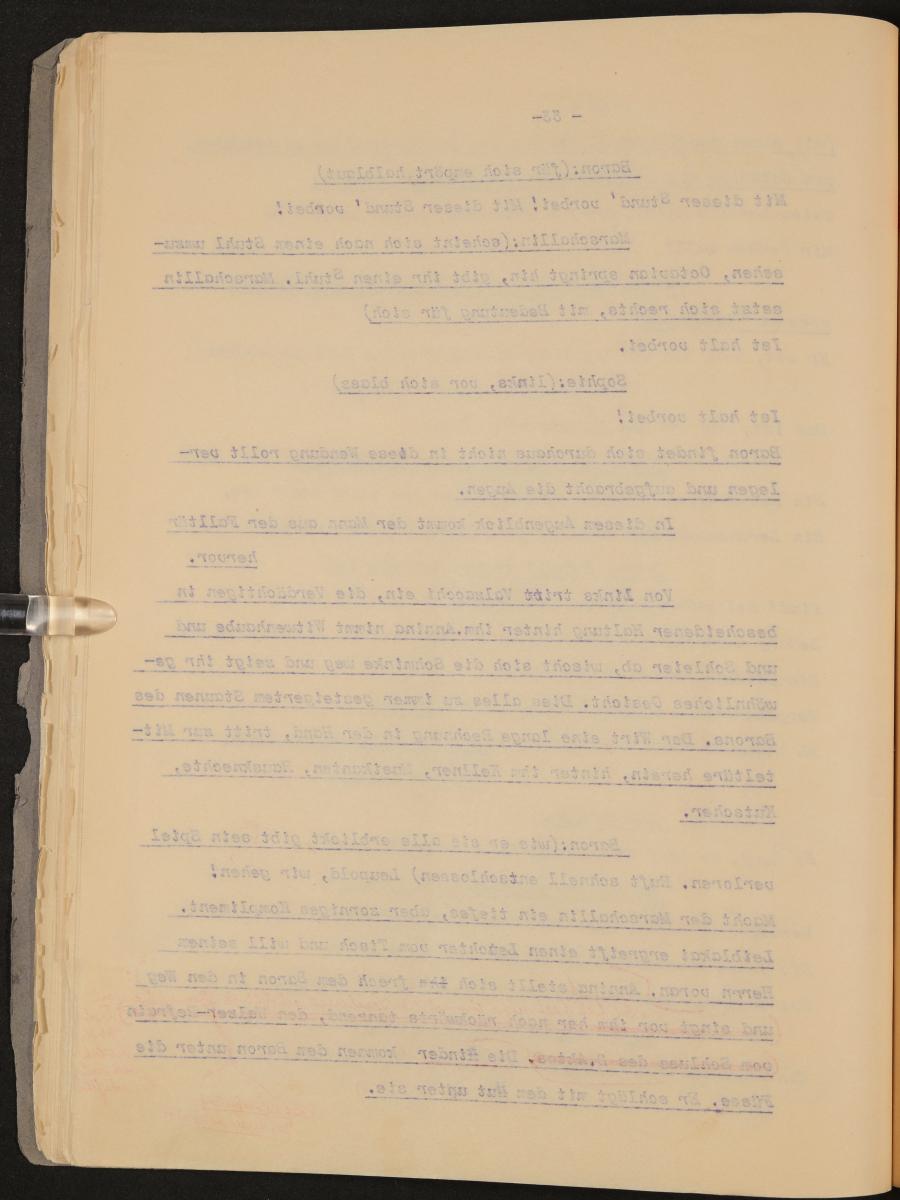 - 33 -
Baron:(für sich empört halblaut)
Mit dieser Stund' vorbei! Mit dieser Stund' vorbei!
Marschallin:(scheint sich nach einem Stuhl umzu-
sehen, Octavian springt hin, gibt ihr einen Stuhl. Marschallin
setzt sich rechts, mit Bedeutung für sich)
Ist halt vorbei.
Sophie:(links, vor sich blass)
Ist halt vorbei!
Baron findet sich durchaus nicht in diese Wendung rollt ver-
legen und aufgebracht die Augen.
In diesem Augenblick kommt der Mann aus der Falltür
hervor.
Von links tritt Valzacchi ein, die Verdächtigen in
bescheidener Haltung hinter ihm.Annina nimmt Witwenhaube und
und Schleier ab, wischt sich die Schminke weg und zeigt ihr ge-
wöhnliches Gesicht. Dies alles zu immer gesteigertem Staunen des
Barons. Der Wirt eine lange Rechnung in der Hand, tritt zur Mit-
teltüre herein, hinter ihm Kellner, Musikanten, Hausknechte,
Kutscher.
Baron:(wie er sie alle erblickt gibt sein Spiel
verloren. Ruft schnell entschlossen) Leupold, wir gehen!
Macht der Marschallin ein tiefes, aber zorniges Kompliment.
Leiblakai ergreift einen Leuchter vom Tisch und will seinem
Herrn voran. Annina stellt sich ihm frech dem Baron in den Weg
und singt vor ihm her nach rückwärts tanzend, den Walzer-Refrain
vom Schluss des 2.Aktes. Die Kinder kommen dem Baron unter die
Füsse. Er schlägt mit dem Hut unter sie.